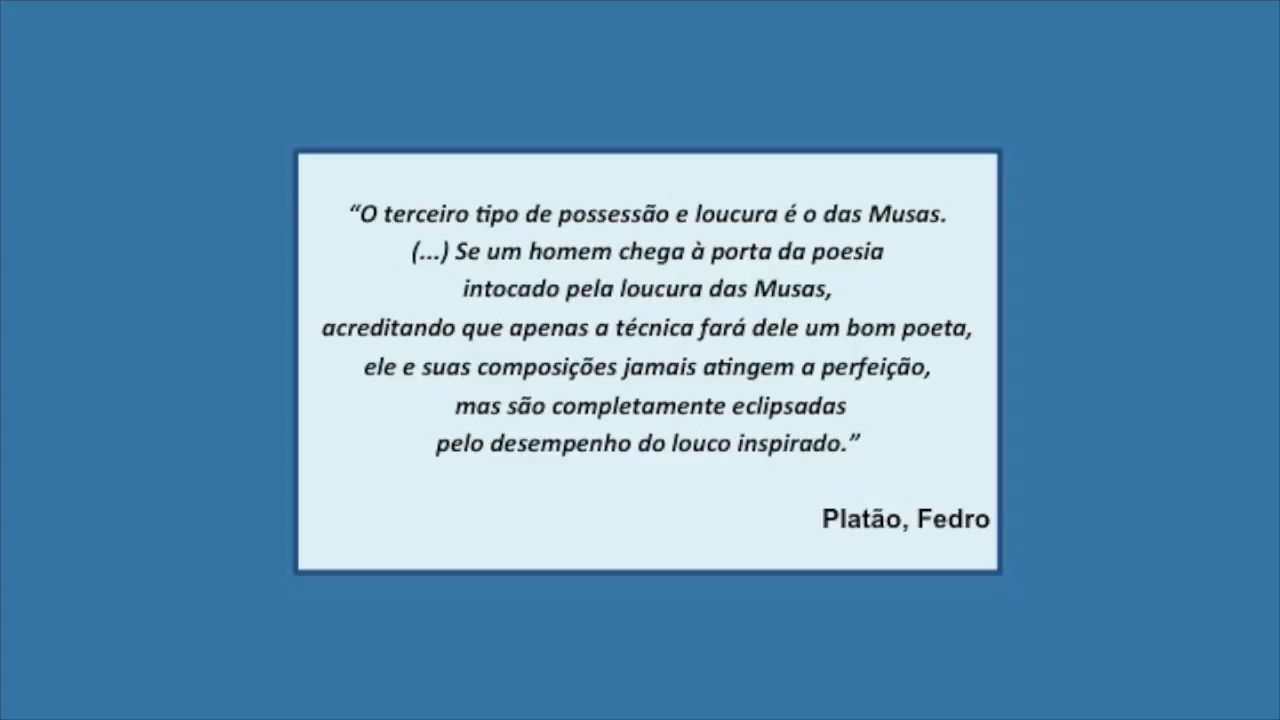 “O terceiro tipo de possessão e loucura é o das Musas.
(...) Se um homem chega à porta da poesia
intocado pela loucura das Musas,
acreditando que apenas a técnica fará dele um bom poeta,
ele e suas composições jamais atingem a perfeição,
mas são completamente eclipsadas
pelo desempenho do louco inspirado.”
Platão, Fedro